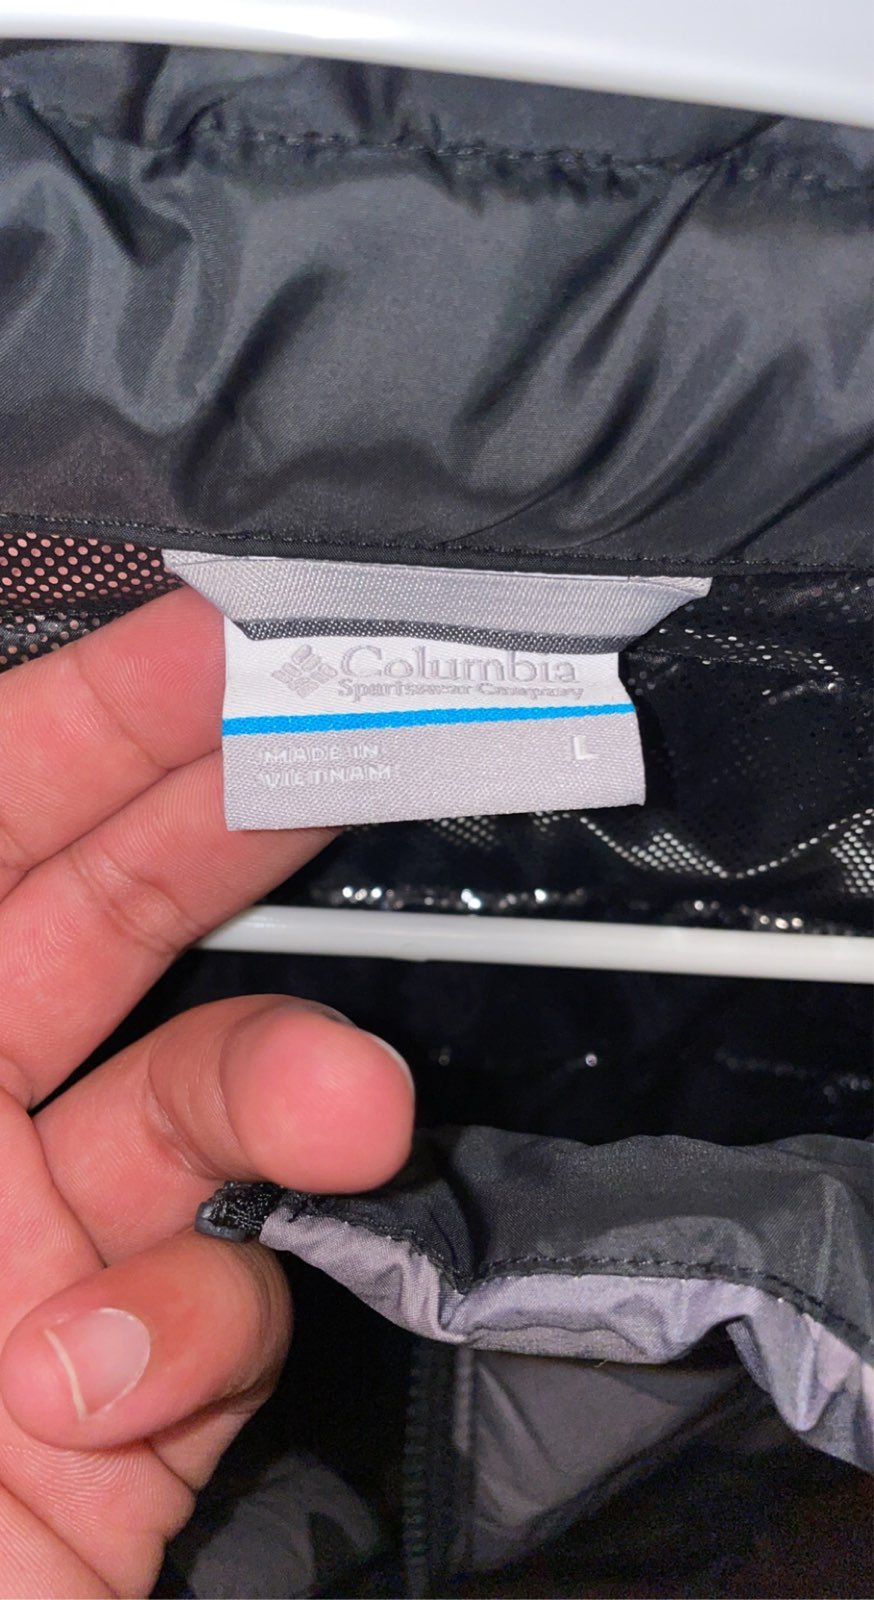 Columbia
Sportswear Company
MADE IN
VIETNAM
L